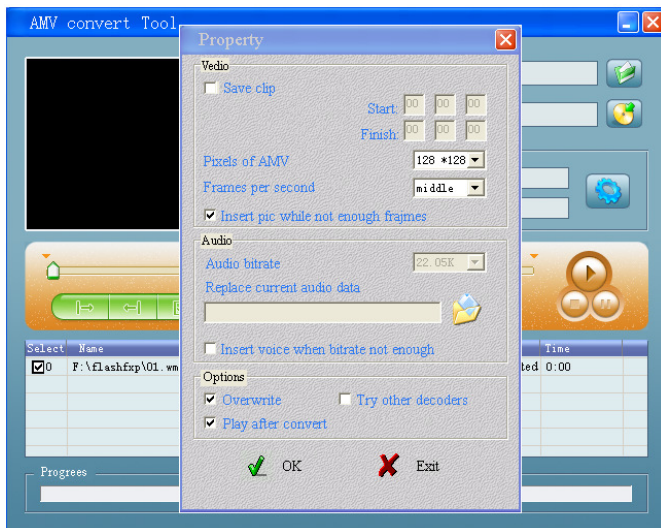 AMV convert Tool
Property
Vedio
Save clip
Start: 00 00 00
Finish: 00 00 00
Pixels of AMV 128 *128
Frames per second middle
Insert pic while not enough frajmes
Audio
Audio bitrate 22.05K
Replace current audio data
Insert voice when bitrate not enough
Select Name Time
0 F:\flashfxp\01.wm ted 0:00
Options
Overwrite Try other decoders
Play after convert
OK Exit
Progrees